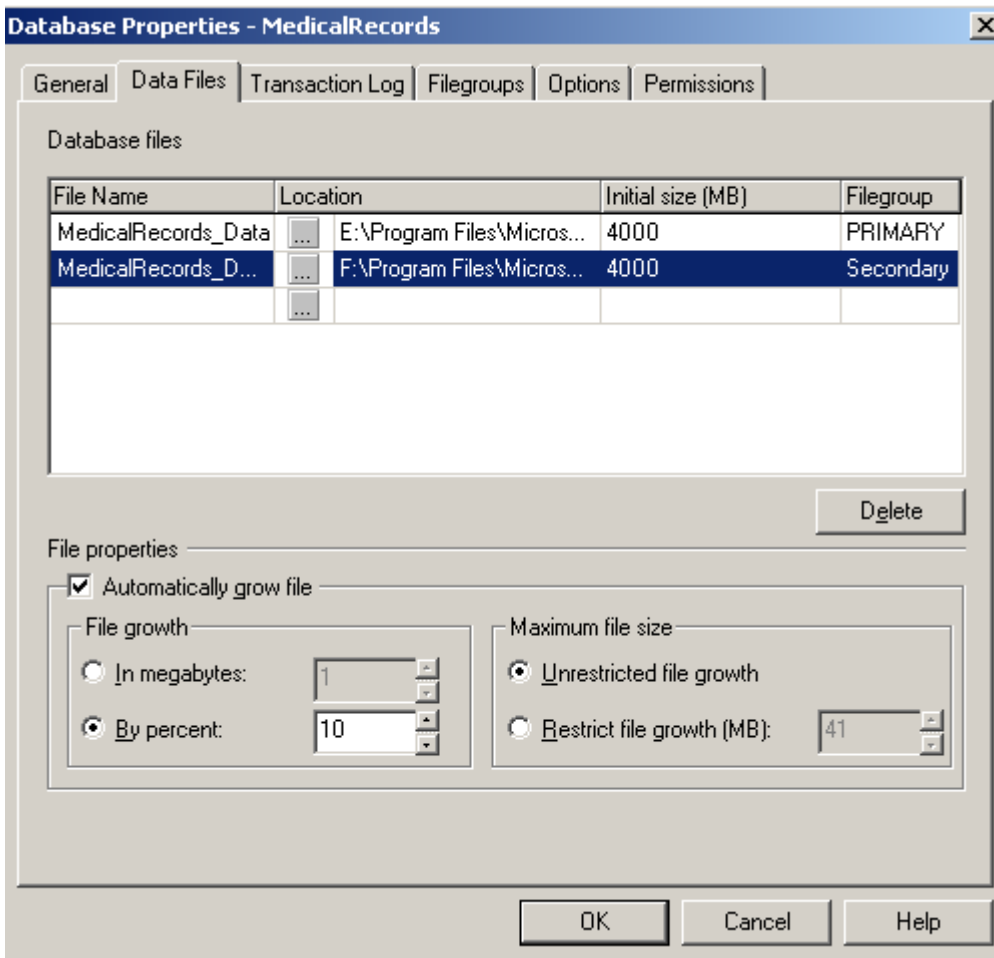 Database Properties - MedicalRecords
General Data Files Transaction Log Filegroups Options Permissions
Database files
File Name Location Initial size (MB) Filegroup
MedicalRecords_Data ... E:\Program Files\Micros... 4000 PRIMARY
MedicalRecords_D... ... F:\Program Files\Micros... 4000 Secondary
...
Delete
File properties
Automatically grow file
File growth Maximum file size
In megabytes: 1 Unrestricted file growth
By percent: 10 Restrict file growth (MB): 41
OK Cancel Help